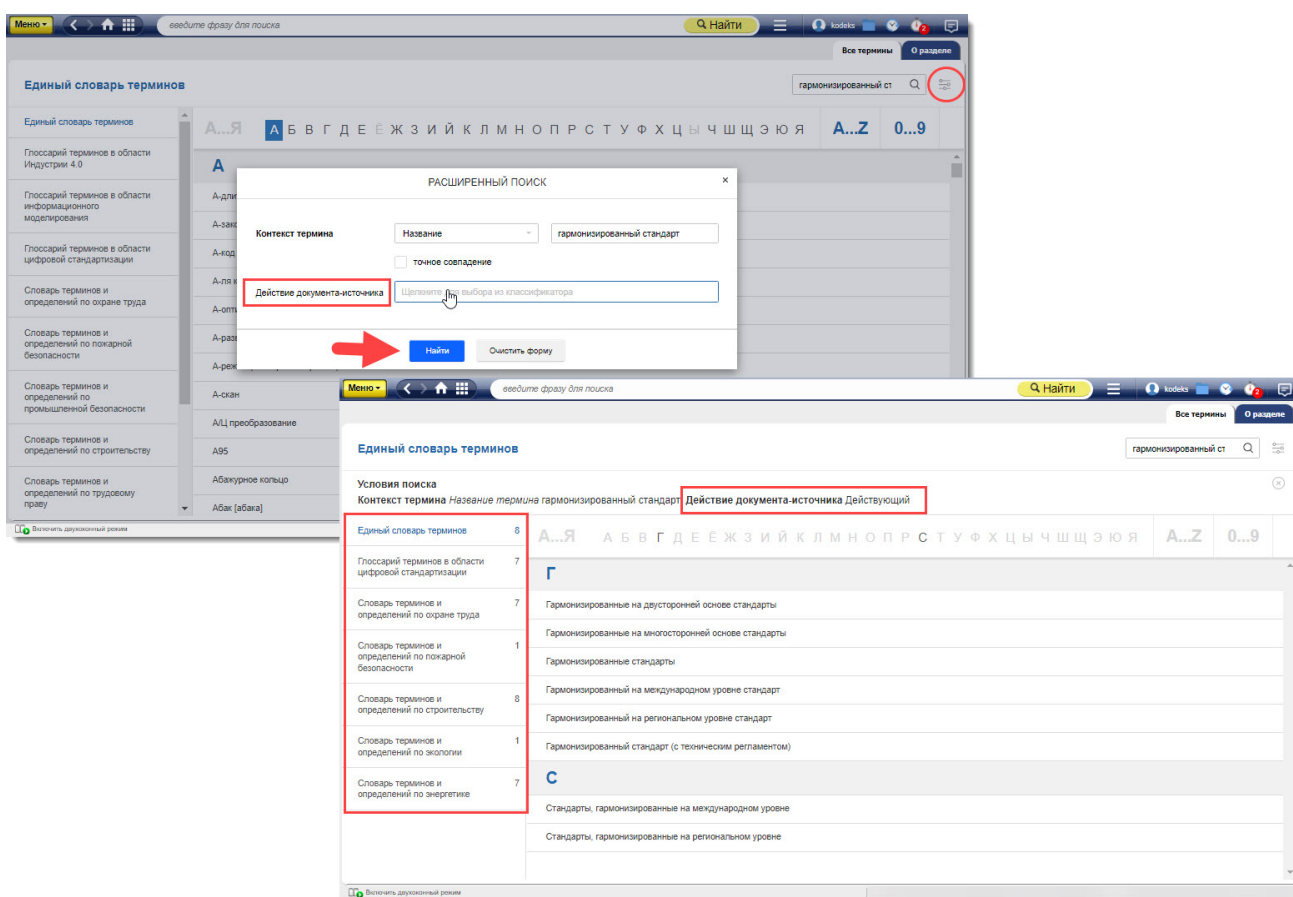 Меню
введите фразу для поиска
Найти
kodeks
2
Все термины
О разделе
Единый словарь терминов
гармонизированный ст
Единый словарь терминов
Глоссарий терминов в области
Индустрии 4.0
Глоссарий терминов в области
информационного
моделирования
Глоссарий терминов в области
цифровой стандартизации
Словарь терминов и
определений по охране труда
Словарь терминов и
определений по пожарной
безопасности
Словарь терминов и
определений по
промышленной безопасности
Словарь терминов и
определений по строительству
Словарь терминов и
определений по трудовому
праву
А...Я А Б В Г Д Е Ё Ж З И Й К Л М Н О П Р С Т У Ф Х Ц Ы Ч Ш Щ Э Ю Я A...Z 0...9
А
А-код
А-скан
А/Ц преобразование
А95
Абажурное кольцо
Абак [абака]
РАСШИРЕННЫЙ ПОИСК
Контекст термина
Название
гармонизированный стандарт
точное совпадение
Действие документа-источника
Щелкните для выбора из классификатора
Найти
Очистить форму
Включить двухоконный режим
Меню
введите фразу для поиска
Найти
kodeks
2
Все термины
О разделе
Единый словарь терминов
гармонизированный ст
Условия поиска
Контекст термина Название термина гармонизированный стандарт Действие документа-источника Действующий
Единый словарь терминов 8
Глоссарий терминов в области 7
цифровой стандартизации
Словарь терминов и 7
определений по охране труда
Словарь терминов и 1
определений по пожарной
безопасности
Словарь терминов и 8
определений по строительству
Словарь терминов и 1
определений по экологии
Словарь терминов и 7
определений по энергетике
А...Я А Б В Г Д Е Ё Ж З И Й К Л М Н О П Р С Т У Ф Х Ц Ы Ч Ш Щ Э Ю Я A...Z 0...9
Г
Гармонизированные на двусторонней основе стандарты
Гармонизированные на многосторонней основе стандарты
Гармонизированные стандарты
Гармонизированный на международном уровне стандарт
Гармонизированный на региональном уровне стандарт
Гармонизированный стандарт (с техническим регламентом)
С
Стандарты, гармонизированные на международном уровне
Стандарты, гармонизированные на региональном уровне
Включить двухоконный режим